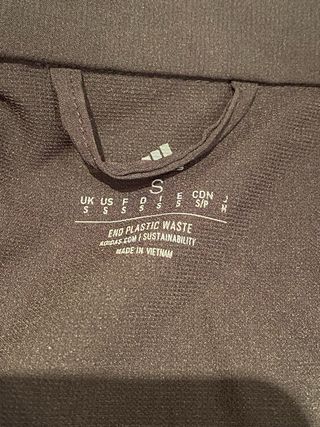 S
UK US F D I E CDN J
S S S S S S S/P M
END PLASTIC WASTE
ADIDAS.COM / SUSTAINABILITY
MADE IN VIETNAM